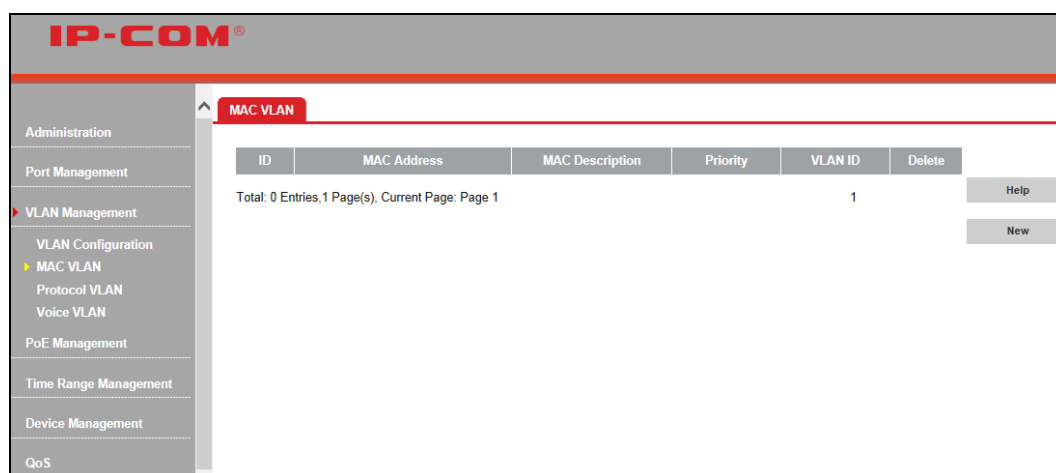 IP-COM®
MAC VLAN
Administration
Port Management
VLAN Management
VLAN Configuration
MAC VLAN
Protocol VLAN
Voice VLAN
PoE Management
Time Range Management
Device Management
QoS
ID MAC Address MAC Description Priority VLAN ID Delete
Total: 0 Entries,1 Page(s), Current Page: Page 1 1
Help
New